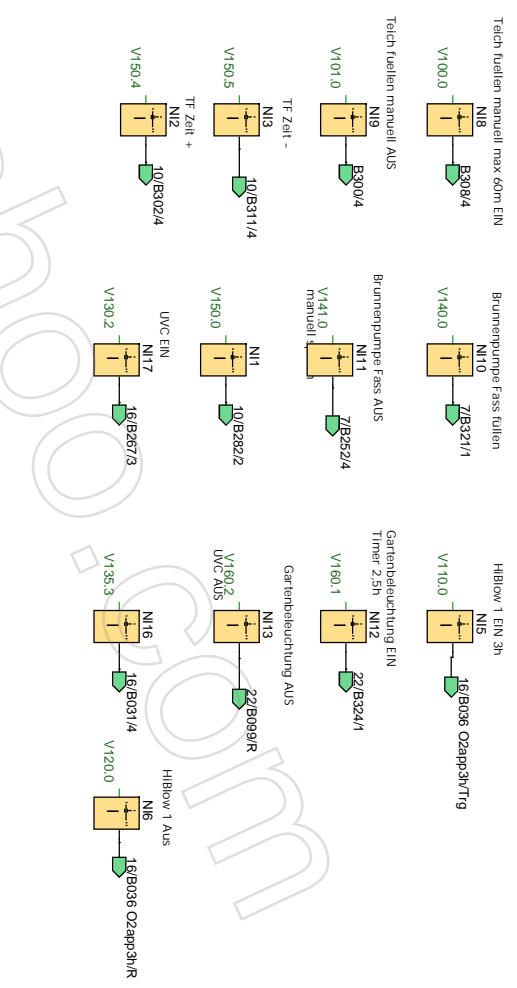 Teich fuellen manuell max 60m EIN
NI8
V100.0
B308/4
Teich fuellen manuell AUS
NI9
V101.0
B300/4
TF Zeit -
NI3
V150.5
10/B311/4
TF Zeit +
NI2
V150.4
10/B302/4
Brunnenpumpe Fass füllen
NI10
V140.0
7/B321/1
Brunnenpumpe Fass AUS
NI11
V141.0
7/B252/4
manuell
NI1
V150.0
10/B282/2
UVC EIN
NI17
V130.2
16/B267/3
HiBlow 1 EIN 3h
NI5
V110.0
16/B036 O2app3h/Trg
Gartenbeleuchtung EIN
Timer 2,5h
NI12
V160.1
22/B324/1
Gartenbeleuchtung AUS
NI13
V160.2
22/B099/R
UVC AUS
NI16
V135.3
16/B031/4
HiBlow 1 Aus
NI6
V120.0
16/B036 O2app3h/R